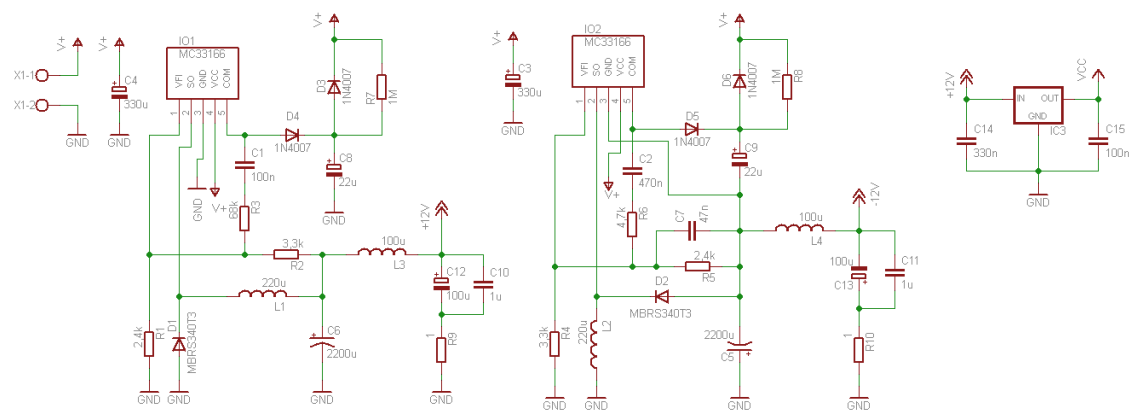 X1-1
X1-2
V+
GND
V+
C4
330u
GND
IO1
MC33166
VFI
SO
GND
VCC
COM
1
2
3
4
5
D4
1N4007
V+
D3
1N4007
R7
1M
C8
22u
GND
C1
100n
68k
R3
GND
V+
3,3k
R2
100u
L3
+12V
220u
L1
C12
100u
C10
1u
2,4k
R1
D1
MBRS340T3
C6
2200u
1
R9
GND
GND
GND
GND
V+
C3
330u
GND
IO2
MC33166
VFI
SO
GND
VCC
COM
1
2
3
4
5
D5
1N4007
V+
D6
1N4007
R8
1M
C9
22u
C2
470n
V+
4,7k
R6
C7
47n
2,4k
R5
100u
L4
-12V
D2
MBRS340T3
100u
C13
C11
1u
3,3k
R4
220u
L2
2200u
C5
1
R10
GND
GND
GND
GND
+12V
VCC
IN
OUT
GND
IC3
C14
330n
C15
100n
GND